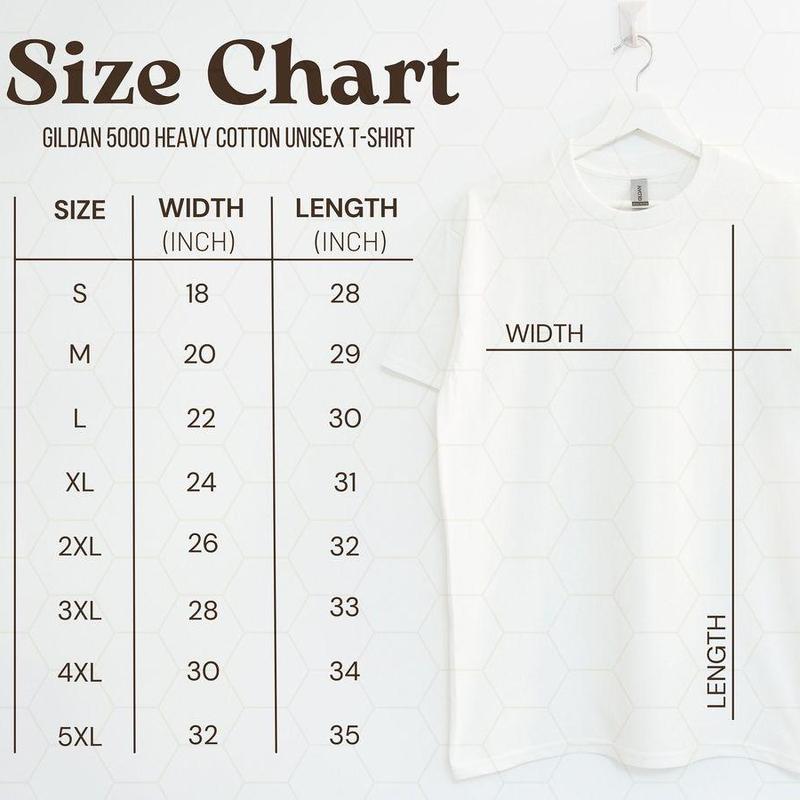 Size Chart
GILDAN 5000 HEAVY COTTON UNISEX T-SHIRT
SIZE WIDTH LENGTH
(INCH) (INCH)
S 18 28
M 20 29
L 22 30
XL 24 31
2XL 26 32
3XL 28 33
4XL 30 34
5XL 32 35
GILDAN
WIDTH
LENGTH